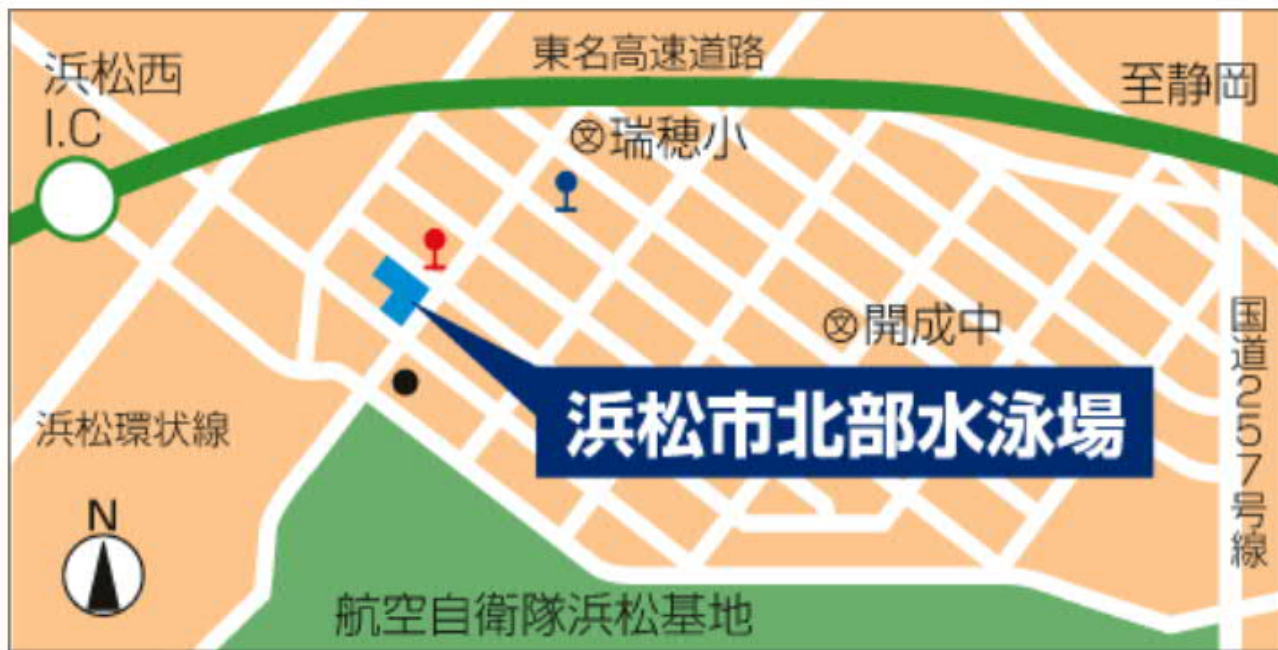 東名高速道路
浜松西
I.C
至静岡
文瑞穂小
文開成中
国道257号線
浜松市北部水泳場
浜松環状線
N
航空自衛隊浜松基地